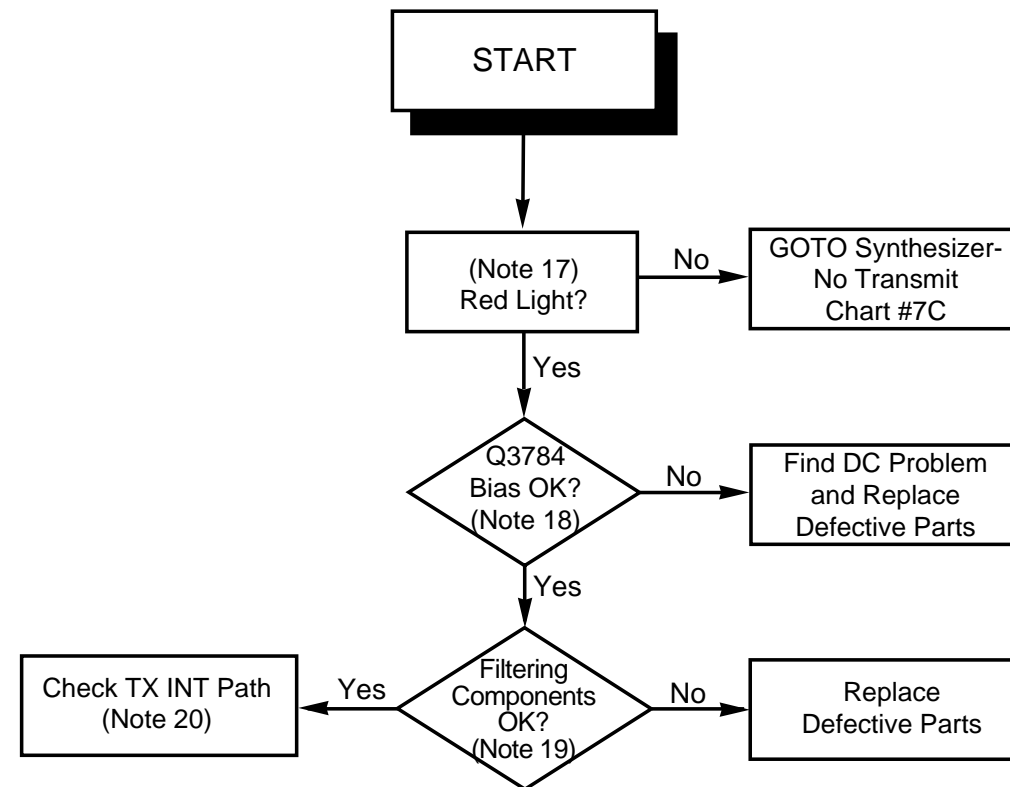 START
(Note 17)
Red Light?
No
GOTO Synthesizer-
No Transmit
Chart #7C
Yes
Q3784
Bias OK?
(Note 18)
No
Find DC Problem
and Replace
Defective Parts
Yes
Check TX INT Path
(Note 20)
Yes
Filtering
Components
OK?
(Note 19)
No
Replace
Defective Parts